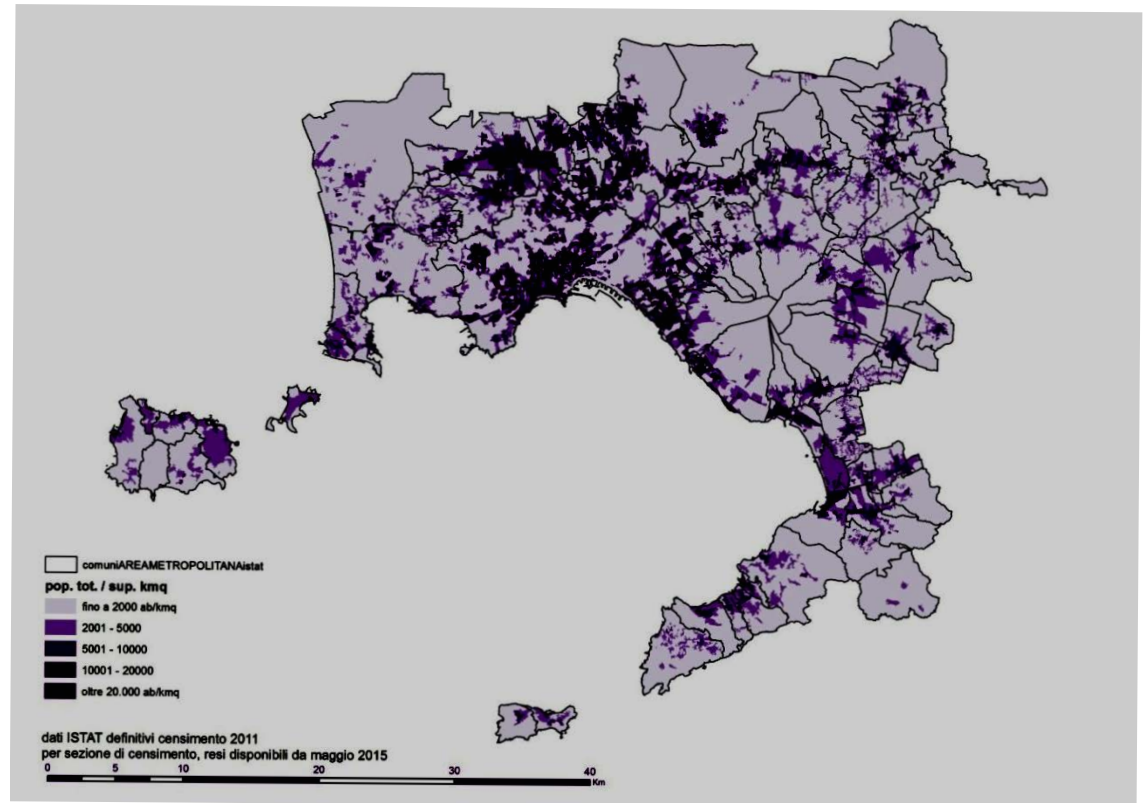 comuniAREAMETROPOLITANAistat
pop. tot. / sup. kmq
fino a 2000 ab/kmq
2001 - 5000
5001 - 10000
10001 - 20000
oltre 20.000 ab/kmq
dati ISTAT definitivi censimento 2011
per sezione di censimento, resi disponibili da maggio 2015
0 5 10 20 30 40
Km